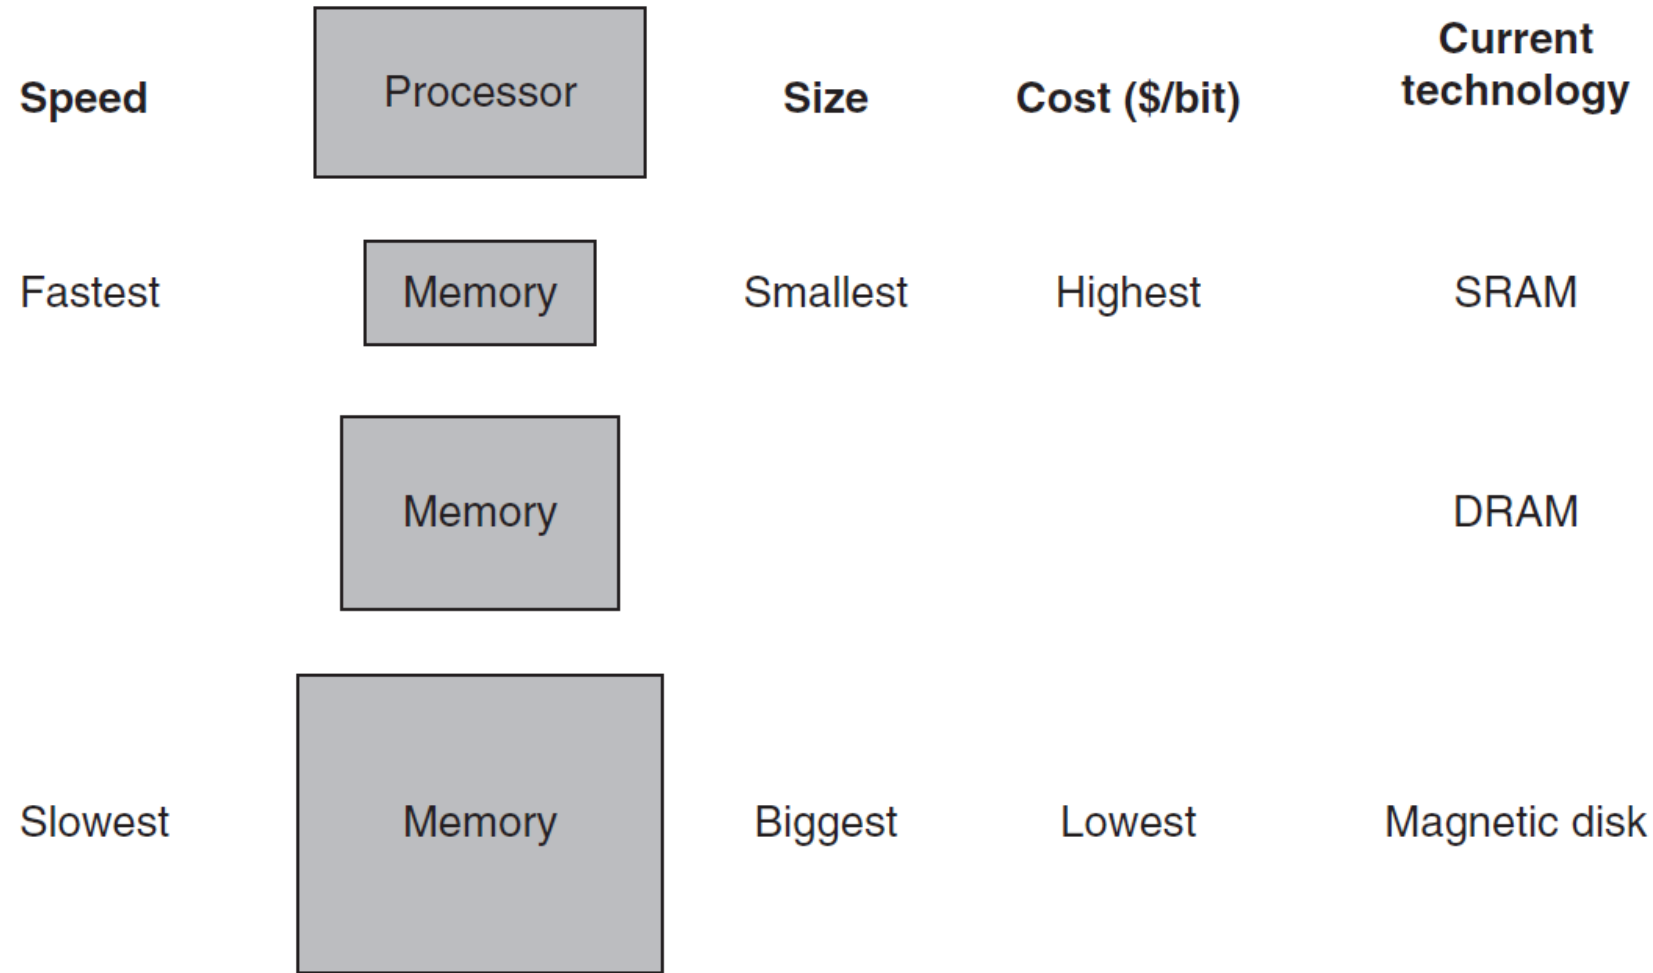 Speed
Processor
Size
Cost ($/bit)
Current
technology
Fastest
Memory
Smallest
Highest
SRAM
Memory
DRAM
Slowest
Memory
Biggest
Lowest
Magnetic disk